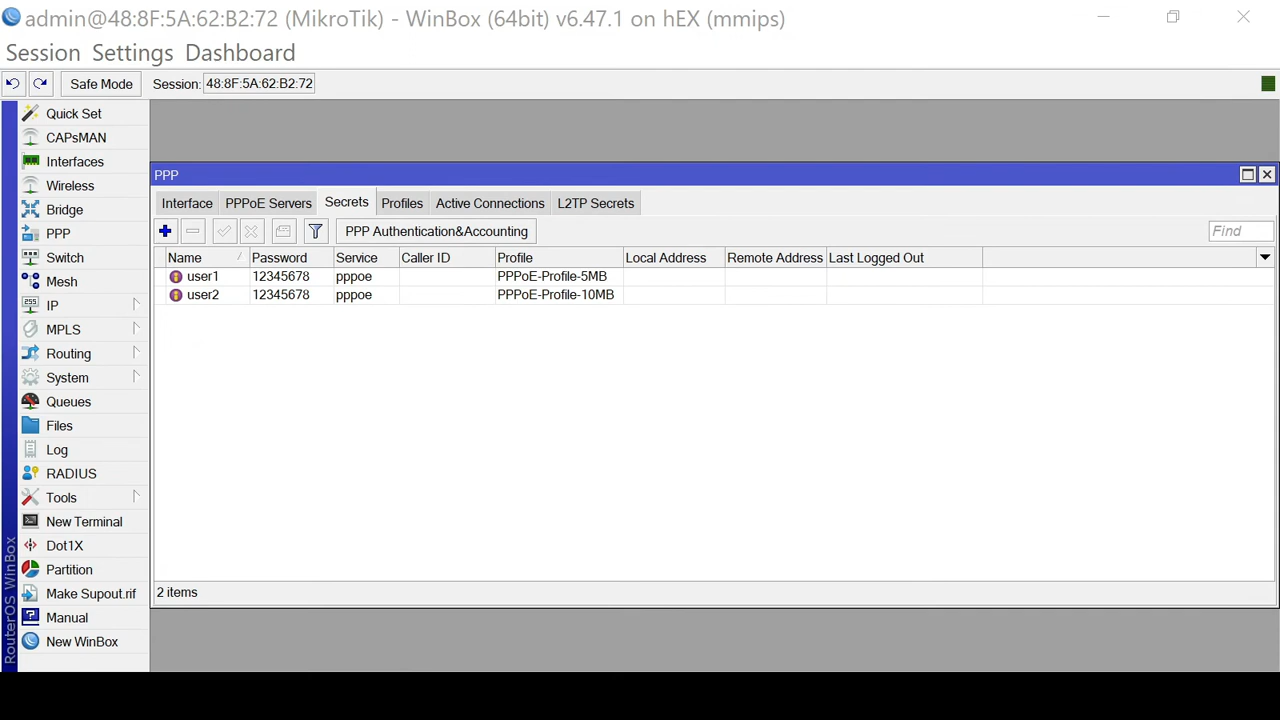 admin@48:8F:5A:62:B2:72 (MikroTik) - WinBox (64bit) v6.47.1 on hEX (mmips)
Session Settings Dashboard
Safe Mode Session: 48:8F:5A:62:B2:72
Quick Set
CAPsMAN
Interfaces
Wireless
Bridge
PPP
Switch
Mesh
IP
MPLS
Routing
System
Queues
Files
Log
RADIUS
Tools
New Terminal
Dot1X
Partition
Make Supout.rif
Manual
New WinBox
RouterOS WinBox
PPP
Interface PPPoE Servers Secrets Profiles Active Connections L2TP Secrets
PPP Authentication&Accounting Find
Name / Password Service Caller ID Profile Local Address Remote Address Last Logged Out
user1 12345678 pppoe PPPoE-Profile-5MB
user2 12345678 pppoe PPPoE-Profile-10MB
2 items